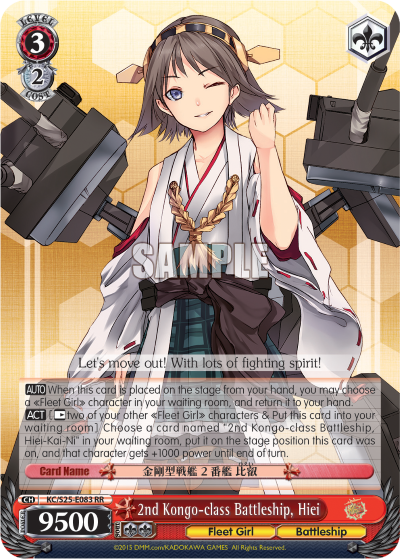 LEVEL
3
2
COST
SAMPLE
Let's move out! With lots of fighting spirit!
AUTO When this card is placed on the stage from your hand, you may choose
a «Fleet Girl» character in your waiting room, and return it to your hand.
ACT [ two of your other «Fleet Girl» characters & Put this card into your
waiting room] Choose a card named "2nd Kongo-class Battleship,
Hiei-Kai-Ni" in your waiting room, put it on the stage position this card was
on, and that character gets +1000 power until end of turn.
Card Name 金剛型戦艦 2番艦 比叡
ひえい
CH KC/S25-E083 RR
POWER 9500 SOUL
2nd Kongo-class Battleship, Hiei
Fleet Girl Battleship
©2015 DMM.com/KADOKAWA GAMES All Rights Reserved.